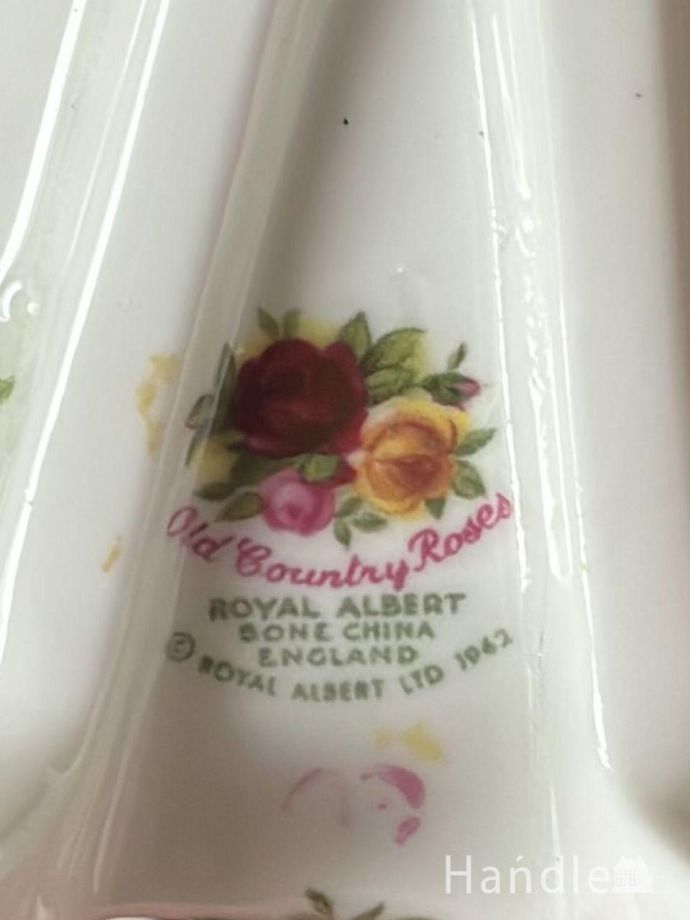 Old Country Roses
ROYAL ALBERT
BONE CHINA
ENGLAND
© ROYAL ALBERT LTD 1962
Handle